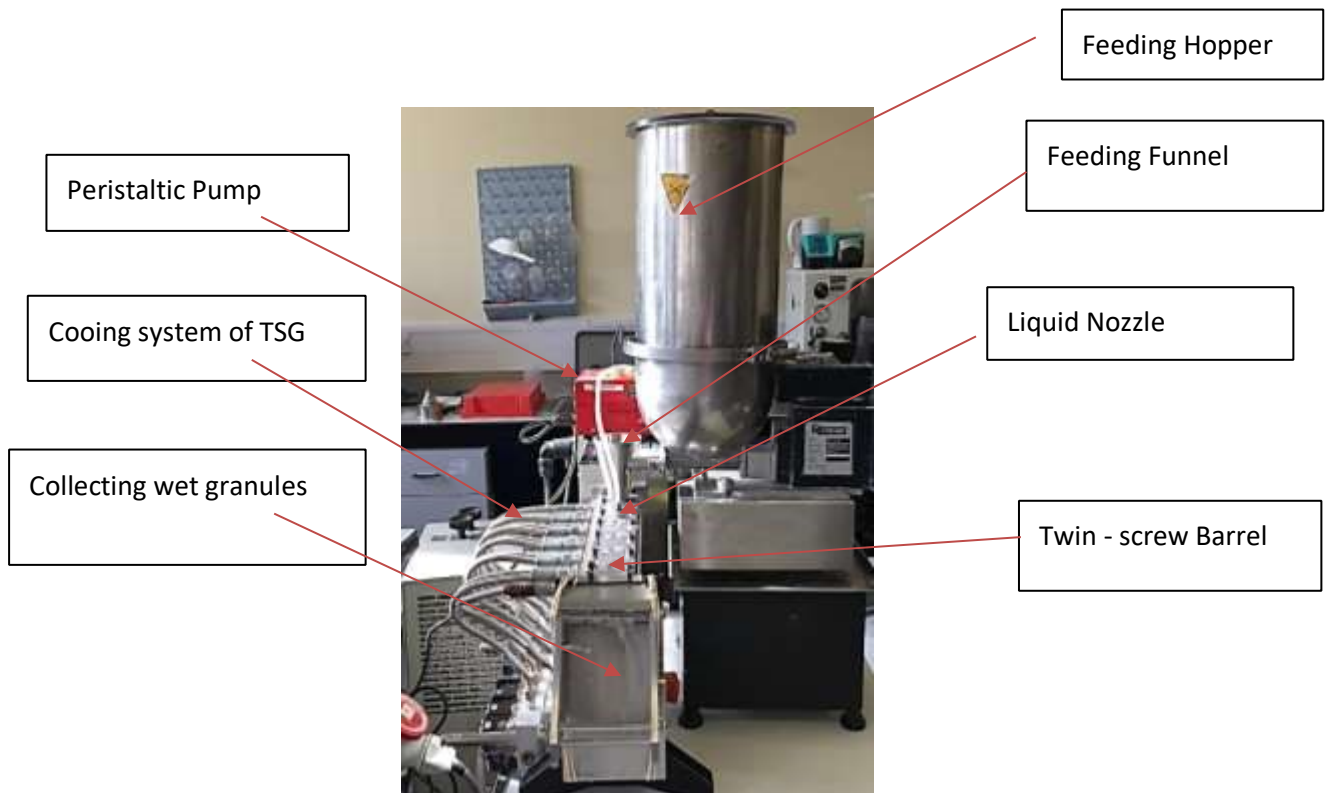 Feeding Hopper
Feeding Funnel
Peristaltic Pump
Liquid Nozzle
Cooing system of TSG
Collecting wet granules
Twin - screw Barrel